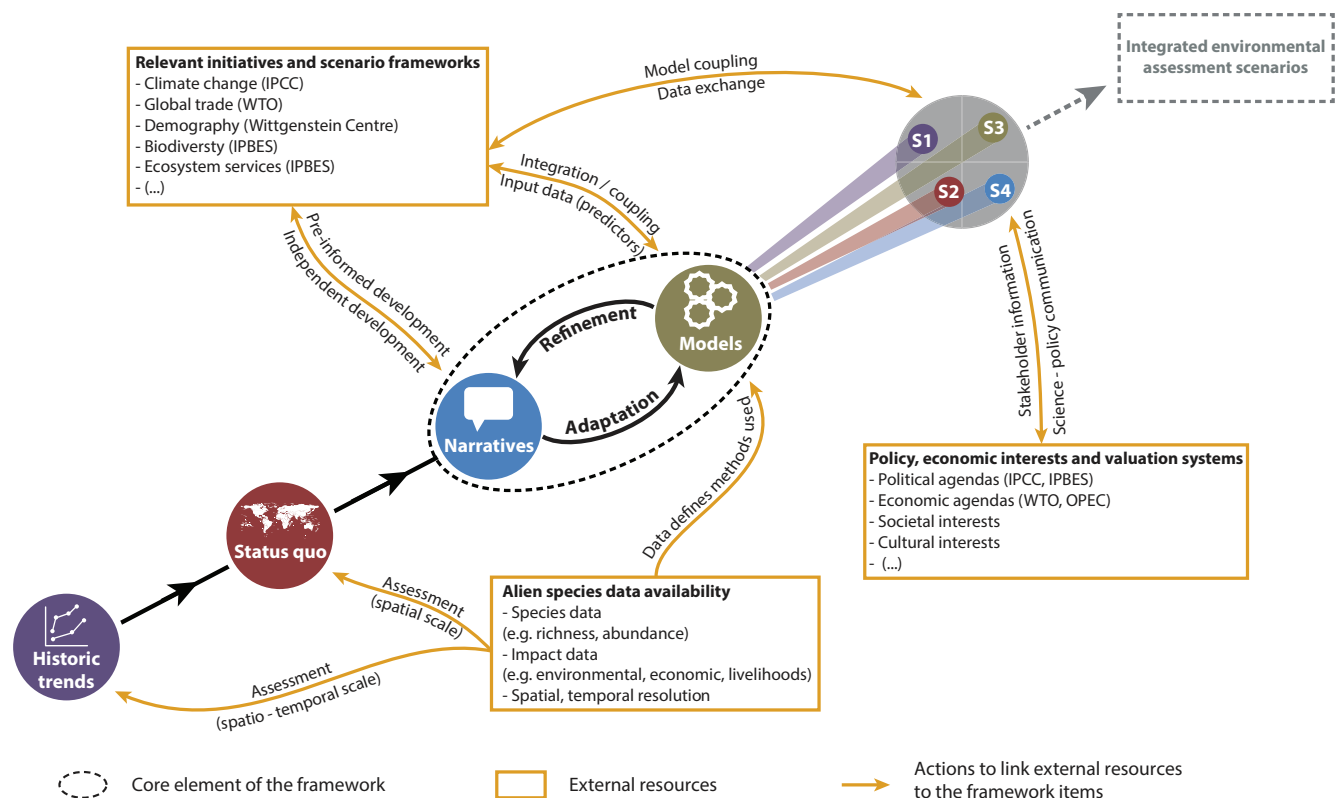 Integrated environmental
assessment scenarios
Relevant initiatives and scenario frameworks
- Climate change (IPCC)
- Global trade (WTO)
- Demography (Wittgenstein Centre)
- Biodiversty (IPBES)
- Ecosystem services (IPBES)
- (...)
Model coupling
Data exchange
S1
S3
S2
S4
Integration / coupling
Input data (predictors)
Pre-informed development
Independent development
Stakeholder information
Science - policy communication
Refinement
Models
Adaptation
Narratives
Data defines methods used
Policy, economic interests and valuation systems
- Political agendas (IPCC, IPBES)
- Economic agendas (WTO, OPEC)
- Societal interests
- Cultural interests
- (...)
Status quo
Assessment
(spatial scale)
Alien species data availability
- Species data
(e.g. richness, abundance)
- Impact data
(e.g. environmental, economic, livelihoods)
- Spatial, temporal resolution
Historic
trends
Assessment
(spatio - temporal scale)
Core element of the framework
External resources
Actions to link external resources
to the framework items